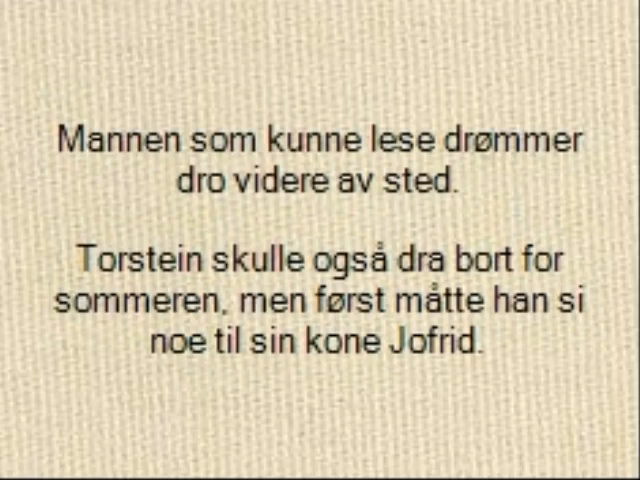 Mannen som kunne lese drømmer
dro videre av sted.
Torstein skulle også dra bort for
sommeren, men først måtte han si
noe til sin kone Jofrid.